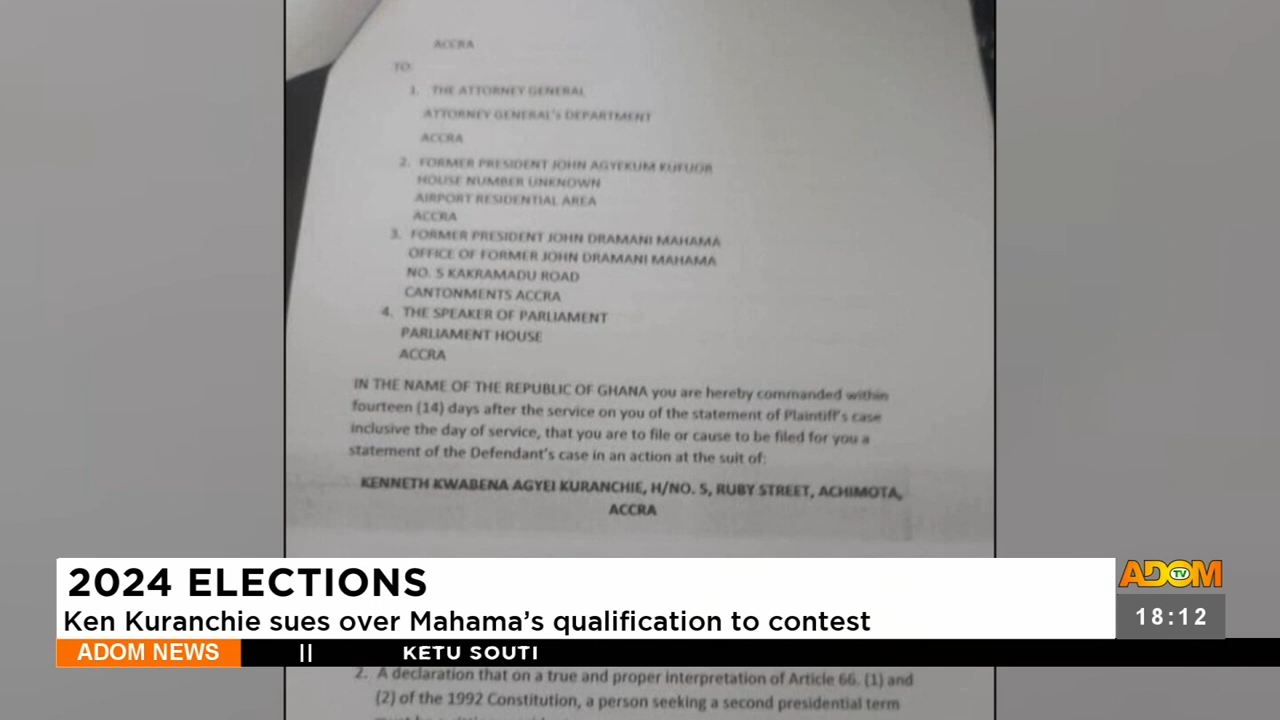 ACCRA
TO:
1. THE ATTORNEY GENERAL
ATTORNEY GENERAL's DEPARTMENT
ACCRA
2. FORMER PRESIDENT JOHN AGYEKUM KUFUOR
HOUSE NUMBER UNKNOWN
AIRPORT RESIDENTIAL AREA
ACCRA
3. FORMER PRESIDENT JOHN DRAMANI MAHAMA
OFFICE OF FORMER JOHN DRAMANI MAHAMA
NO. 5 KAKRAMADU ROAD
CANTONMENTS ACCRA
4. THE SPEAKER OF PARLIAMENT
PARLIAMENT HOUSE
ACCRA
IN THE NAME OF THE REPUBLIC OF GHANA you are hereby commanded within
fourteen (14) days after the service on you of the statement of Plaintiff's case
inclusive the day of service, that you are to file or cause to be filed for you a
statement of the Defendant's case in an action at the suit of:
KENNETH KWABENA AGYEI KURANCHIE, H/NO. 5, RUBY STREET, ACHIMOTA,
ACCRA
2024 ELECTIONS
Ken Kuranchie sues over Mahama's qualification to contest
ADOM TV
18:12
ADOM NEWS || KETU SOUTI
2. A declaration that on a true and proper interpretation of Article 66. (1) and
(2) of the 1992 Constitution, a person seeking a second presidential term